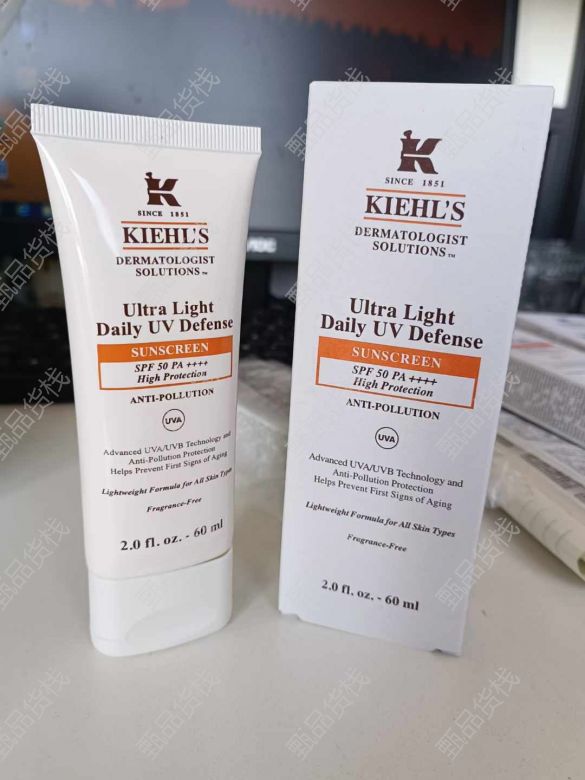 K
SINCE 1851
KIEHL'S
DERMATOLOGIST
SOLUTIONS™
Ultra Light
Daily UV Defense
SUNSCREEN
SPF 50 PA ++++
High Protection
ANTI-POLLUTION
UVA
Advanced UVA/UVB Technology and
Anti-Pollution Protection
Helps Prevent First Signs of Aging
Lightweight Formula for All Skin Types
Fragrance-Free
2.0 fl. oz. - 60 ml
K
SINCE 1851
KIEHL'S
DERMATOLOGIST
SOLUTIONS™
Ultra Light
Daily UV Defense
SUNSCREEN
SPF 50 PA ++++
High Protection
ANTI-POLLUTION
UVA
Advanced UVA/UVB Technology and
Anti-Pollution Protection
Helps Prevent First Signs of Aging
Lightweight Formula for All Skin Types
Fragrance-Free
2.0 fl. oz. - 60 ml
甄品货栈